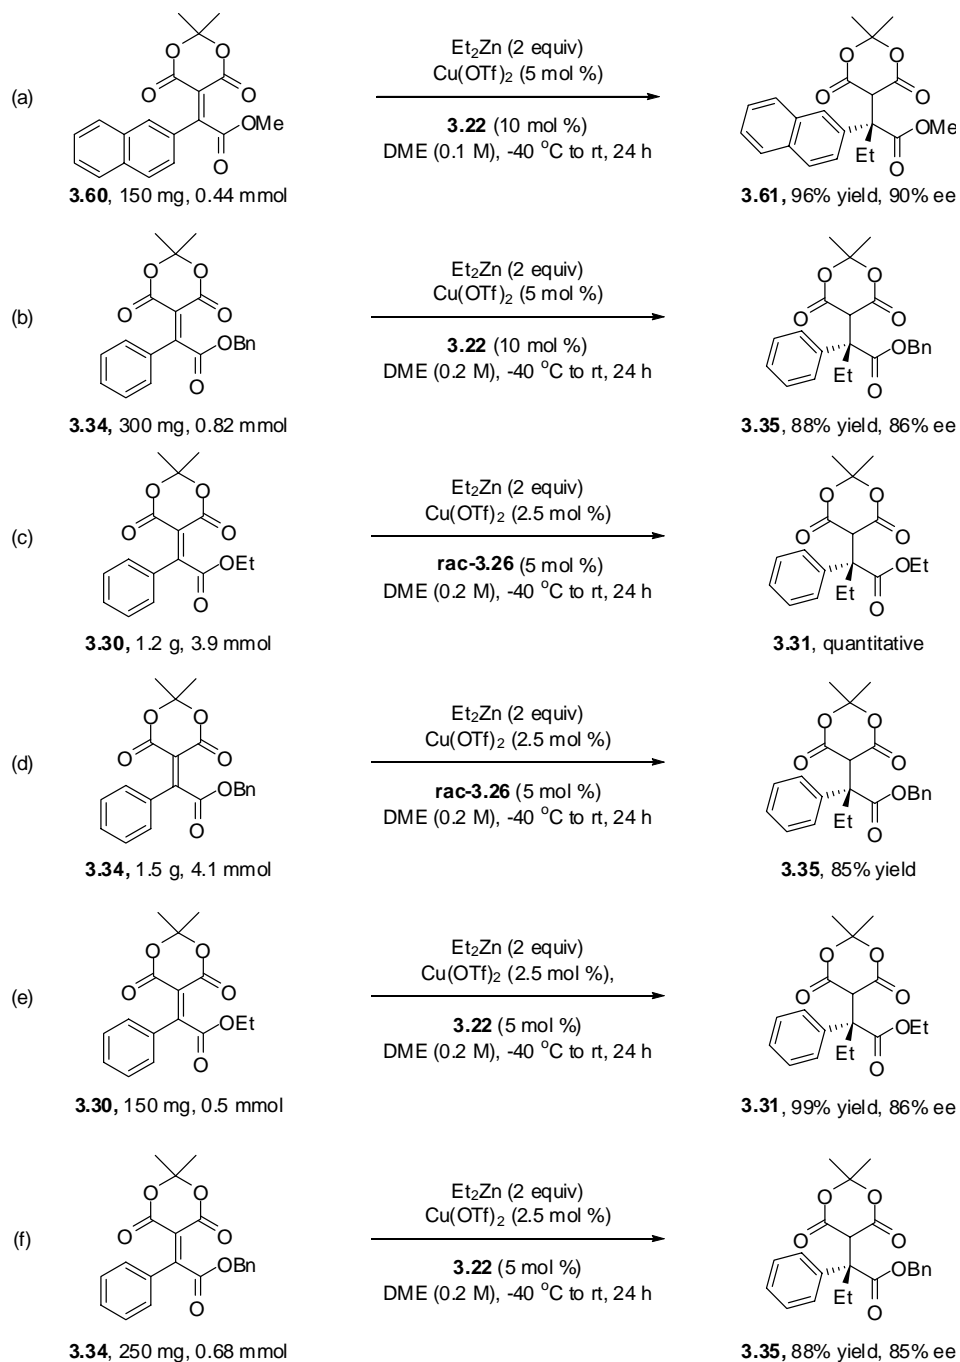 (a)
O O
O O
OMe
O
3.60, 150 mg, 0.44 mmol
Et2Zn (2 equiv)
Cu(OTf)2 (5 mol %)
3.22 (10 mol %)
DME (0.1 M), -40 °C to rt, 24 h
O O
O O
OMe
Et O
3.61, 96% yield, 90% ee
(b)
O O
O O
OBn
O
3.34, 300 mg, 0.82 mmol
Et2Zn (2 equiv)
Cu(OTf)2 (5 mol %)
3.22 (10 mol %)
DME (0.2 M), -40 °C to rt, 24 h
O O
O O
OBn
Et O
3.35, 88% yield, 86% ee
(c)
O O
O O
OEt
O
3.30, 1.2 g, 3.9 mmol
Et2Zn (2 equiv)
Cu(OTf)2 (2.5 mol %)
rac-3.26 (5 mol %)
DME (0.2 M), -40 °C to rt, 24 h
O O
O O
OEt
Et O
3.31, quantitative
(d)
O O
O O
OBn
O
3.34, 1.5 g, 4.1 mmol
Et2Zn (2 equiv)
Cu(OTf)2 (2.5 mol %)
rac-3.26 (5 mol %)
DME (0.2 M), -40 °C to rt, 24 h
O O
O O
OBn
Et O
3.35, 85% yield
(e)
O O
O O
OEt
O
3.30, 150 mg, 0.5 mmol
Et2Zn (2 equiv)
Cu(OTf)2 (2.5 mol %),
3.22 (5 mol %)
DME (0.2 M), -40 °C to rt, 24 h
O O
O O
OEt
Et O
3.31, 99% yield, 86% ee
(f)
O O
O O
OBn
O
3.34, 250 mg, 0.68 mmol
Et2Zn (2 equiv)
Cu(OTf)2 (2.5 mol %)
3.22 (5 mol %)
DME (0.2 M), -40 °C to rt, 24 h
O O
O O
OBn
Et O
3.35, 88% yield, 85% ee